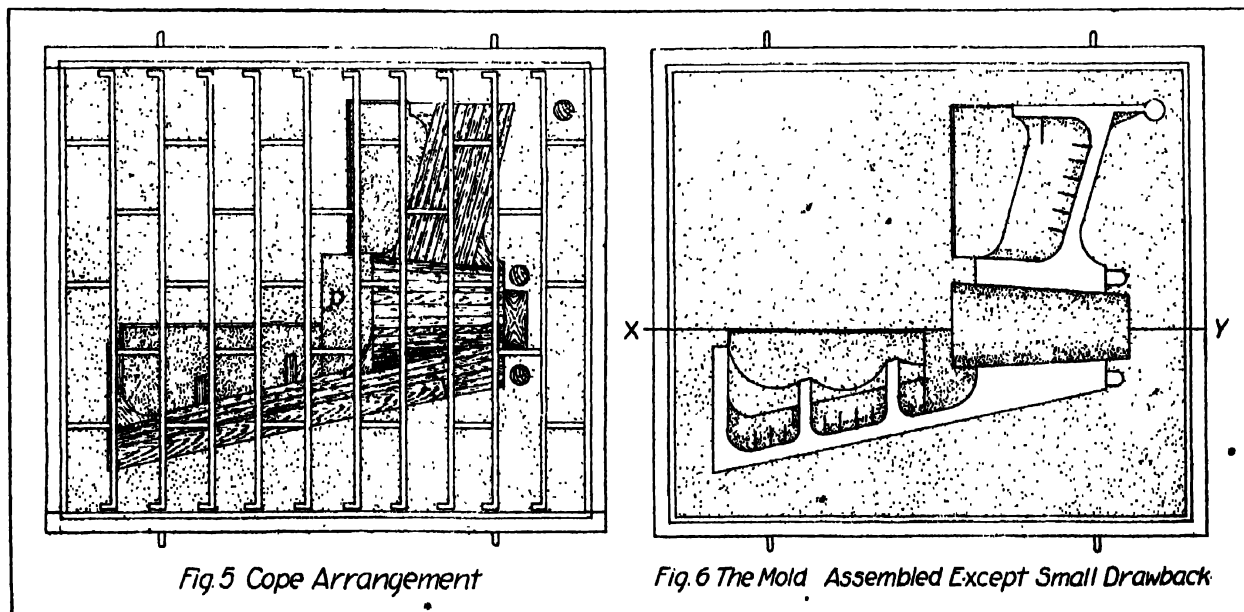 X
Y
Fig. 5 Cope Arrangement
Fig. 6 The Mold Assembled Except Small Drawback